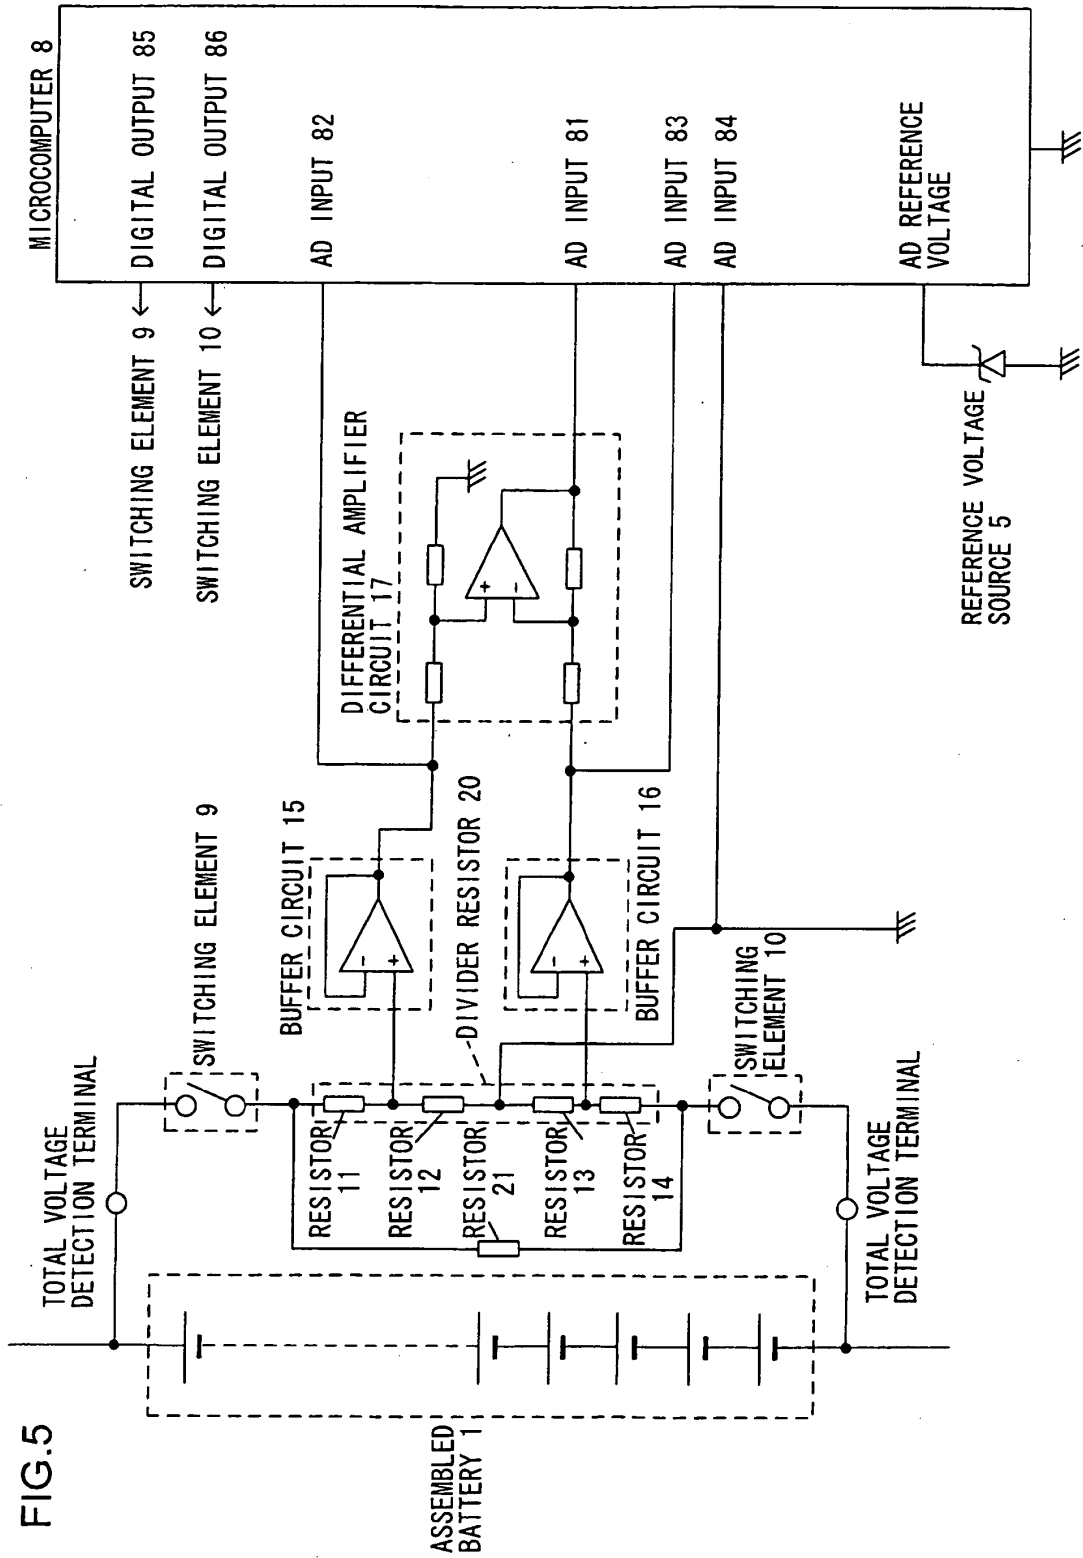 FIG.5
ASSEMBLED
BATTERY 1
TOTAL VOLTAGE
DETECTION TERMINAL
TOTAL VOLTAGE
DETECTION TERMINAL
SWITCHING ELEMENT 9
SWITCHING
ELEMENT 10
RESISTOR
11
RESISTOR
12
RESISTOR
21
RESISTOR
13
RESISTOR
14
DIVIDER RESISTOR 20
BUFFER CIRCUIT 15
-
+
BUFFER CIRCUIT 16
-
+
DIFFERENTIAL AMPLIFIER
CIRCUIT 17
+
-
SWITCHING ELEMENT 9
SWITCHING ELEMENT 10
REFERENCE VOLTAGE
SOURCE 5
MICROCOMPUTER 8
DIGITAL OUTPUT 85
DIGITAL OUTPUT 86
AD INPUT 82
AD INPUT 81
AD INPUT 83
AD INPUT 84
AD REFERENCE
VOLTAGE